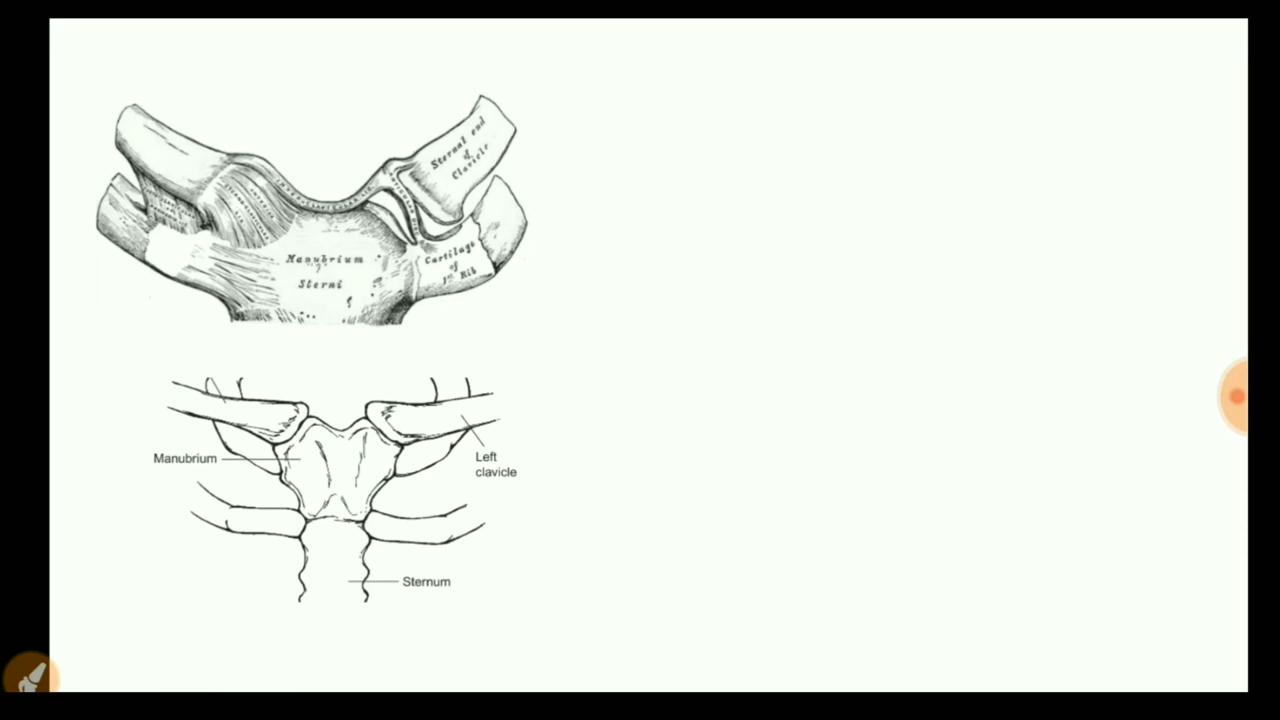 Sternal end
of
Clavicle
Manubrium
Sterni
Cartilage
of
1st Rib
Manubrium
Left
clavicle
Sternum